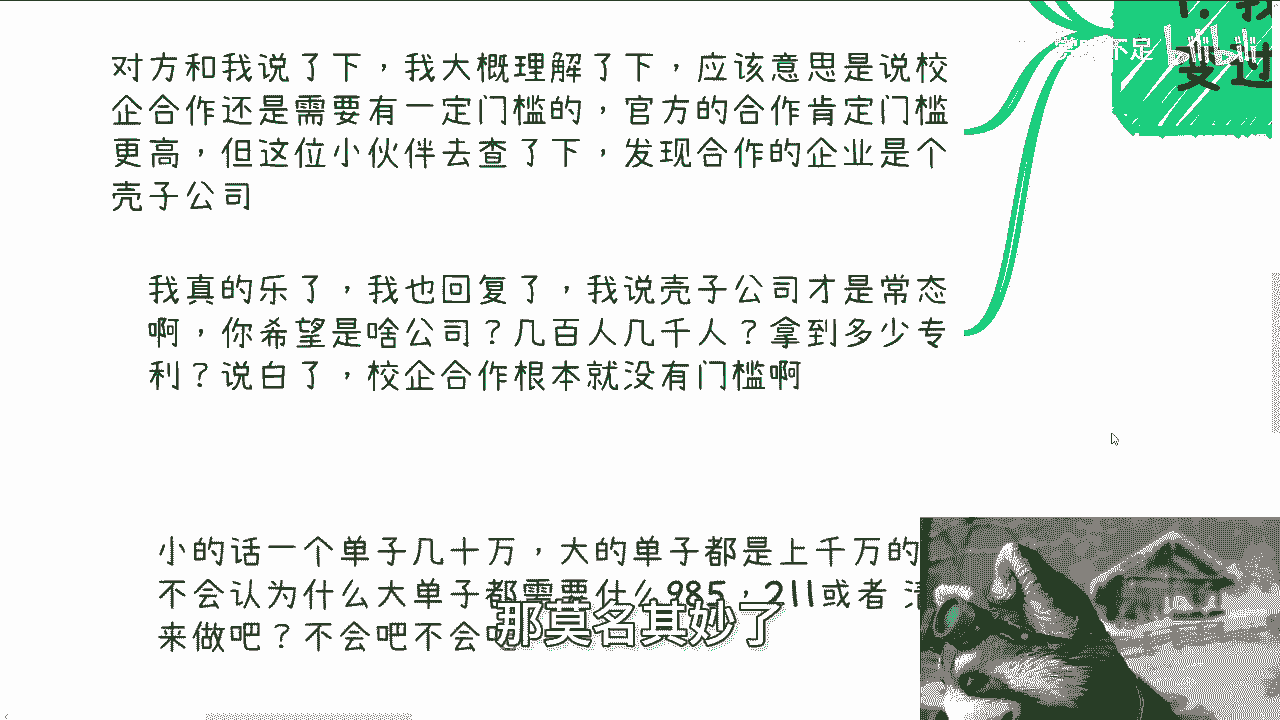 1. 我
变过
不足
bilibili
对方和我说了下，我大概理解了下，应该意思是说校
企合作还是需要有一定门槛的，官方的合作肯定门槛
更高，但这位小伙伴去查了下，发现合作的企业是个
壳子公司
我真的乐了，我也回复了，我说壳子公司才是常态
啊，你希望是啥公司？几百人几千人？拿到多少专
利？说白了，校企合作根本就没有门槛啊
小的话一个单子几十万，大的单子都是上千万的
不会认为什么大单子都需要什么985，211或者 清
来做吧？不会吧不会吧
那莫名其妙了